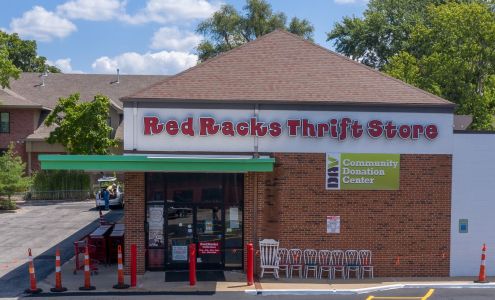 Red Racks Thrift Store
DAV
Community
Donation
Center